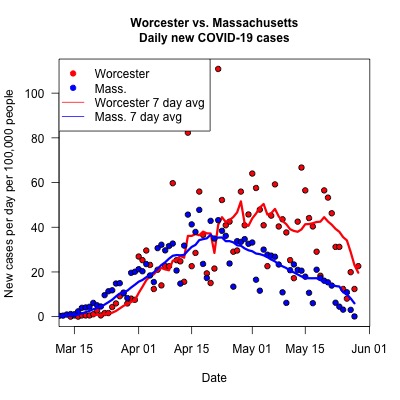 Worcester vs. Massachusetts
Daily new COVID-19 cases
Worcester
Mass.
Worcester 7 day avg
Mass. 7 day avg
New cases per day per 100,000 people
100
80
60
40
20
0
Mar 15
Apr 01
Apr 15
May 01
May 15
Jun 01
Date